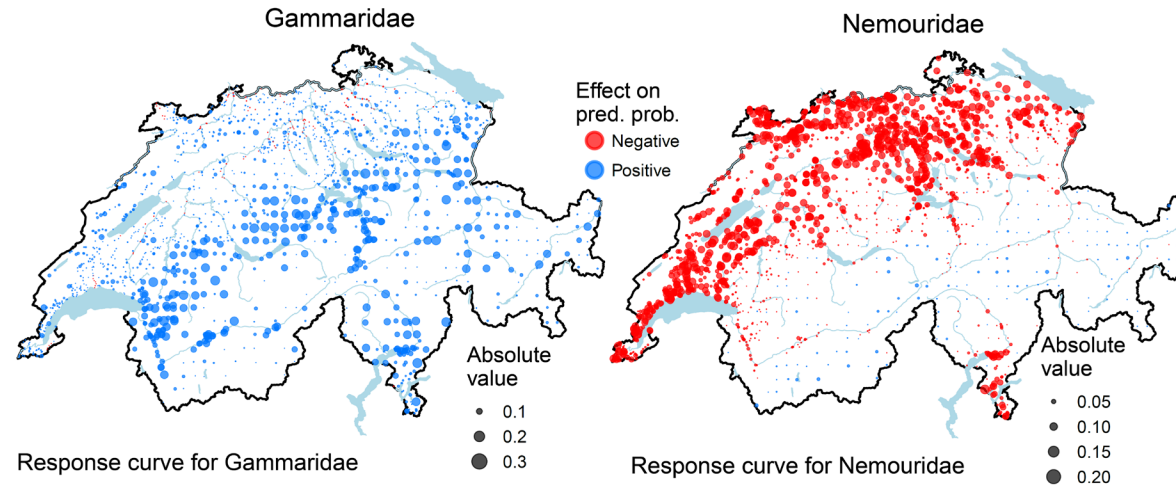 Gammaridae
Nemouridae
Effect on
pred. prob.
Negative
Positive
Absolute
value
0.1
0.2
0.3
Absolute
value
0.05
0.10
0.15
0.20
Response curve for Gammaridae
Response curve for Nemouridae